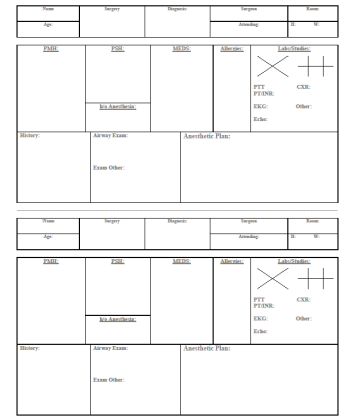 Name Surgery Diagnosis Surgeon Room:
Age: Attending: H: W:
PMH: PSH: MEDS: Allergies: Labs/Studies:
PTT CXR:
PT/INR:
h/o Anesthesia: EKG: Other:
Echo:
History: Airway Exam: Anesthetic Plan:
Exam Other:
Name Surgery Diagnosis Surgeon Room:
Age: Attending: H: W:
PMH: PSH: MEDS: Allergies: Labs/Studies:
PTT CXR:
PT/INR:
h/o Anesthesia: EKG: Other:
Echo:
History: Airway Exam: Anesthetic Plan:
Exam Other: